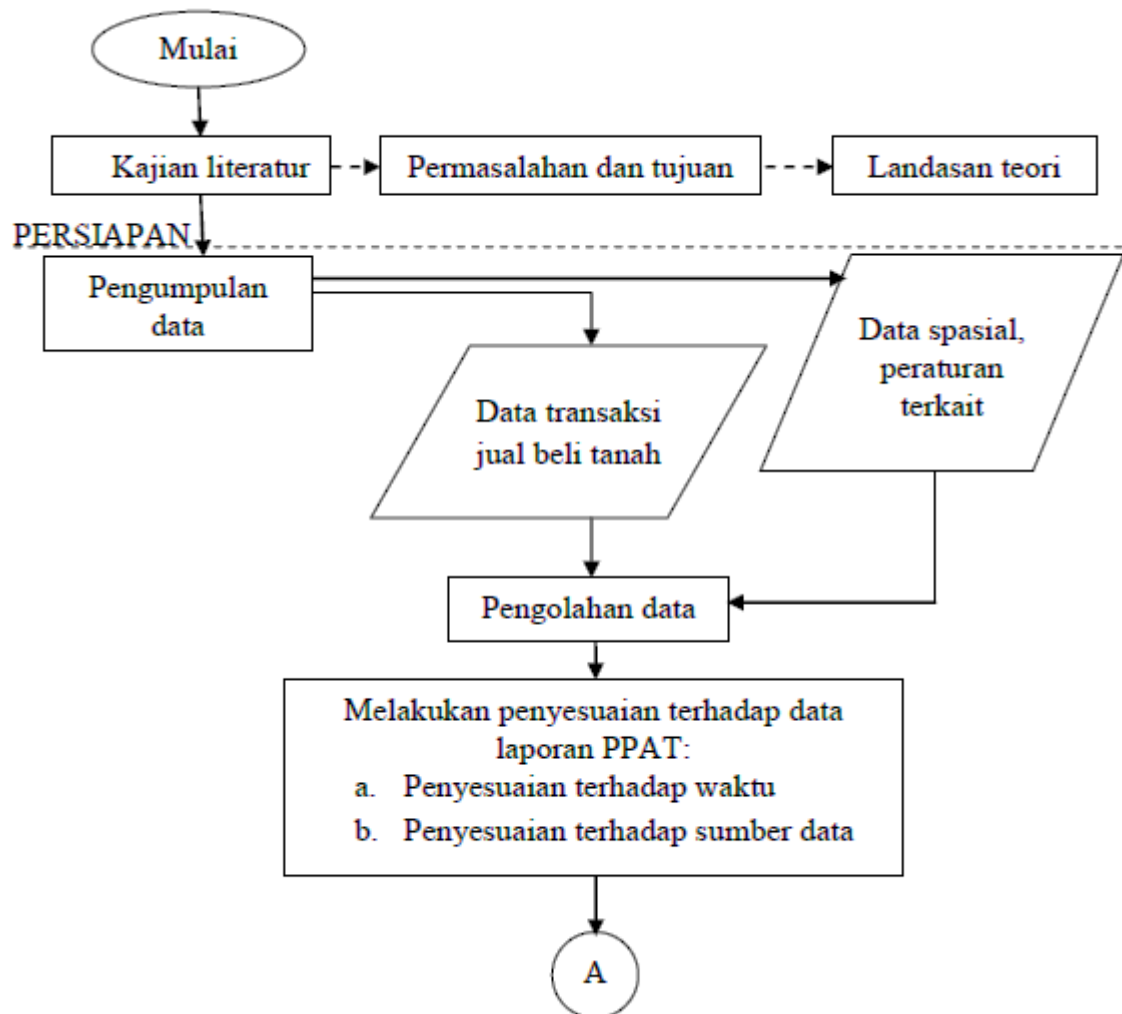 Mulai
Kajian literatur
Permasalahan dan tujuan
Landasan teori
PERSIAPAN
Pengumpulan
data
Data spasial,
peraturan
terkait
Data transaksi
jual beli tanah
Pengolahan data
Melakukan penyesuaian terhadap data
laporan PPAT:
a. Penyesuaian terhadap waktu
b. Penyesuaian terhadap sumber data
A